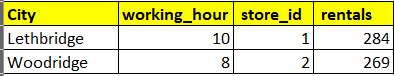 City working_hour store_id rentals
Lethbridge 10 1 284
Woodridge 8 2 269